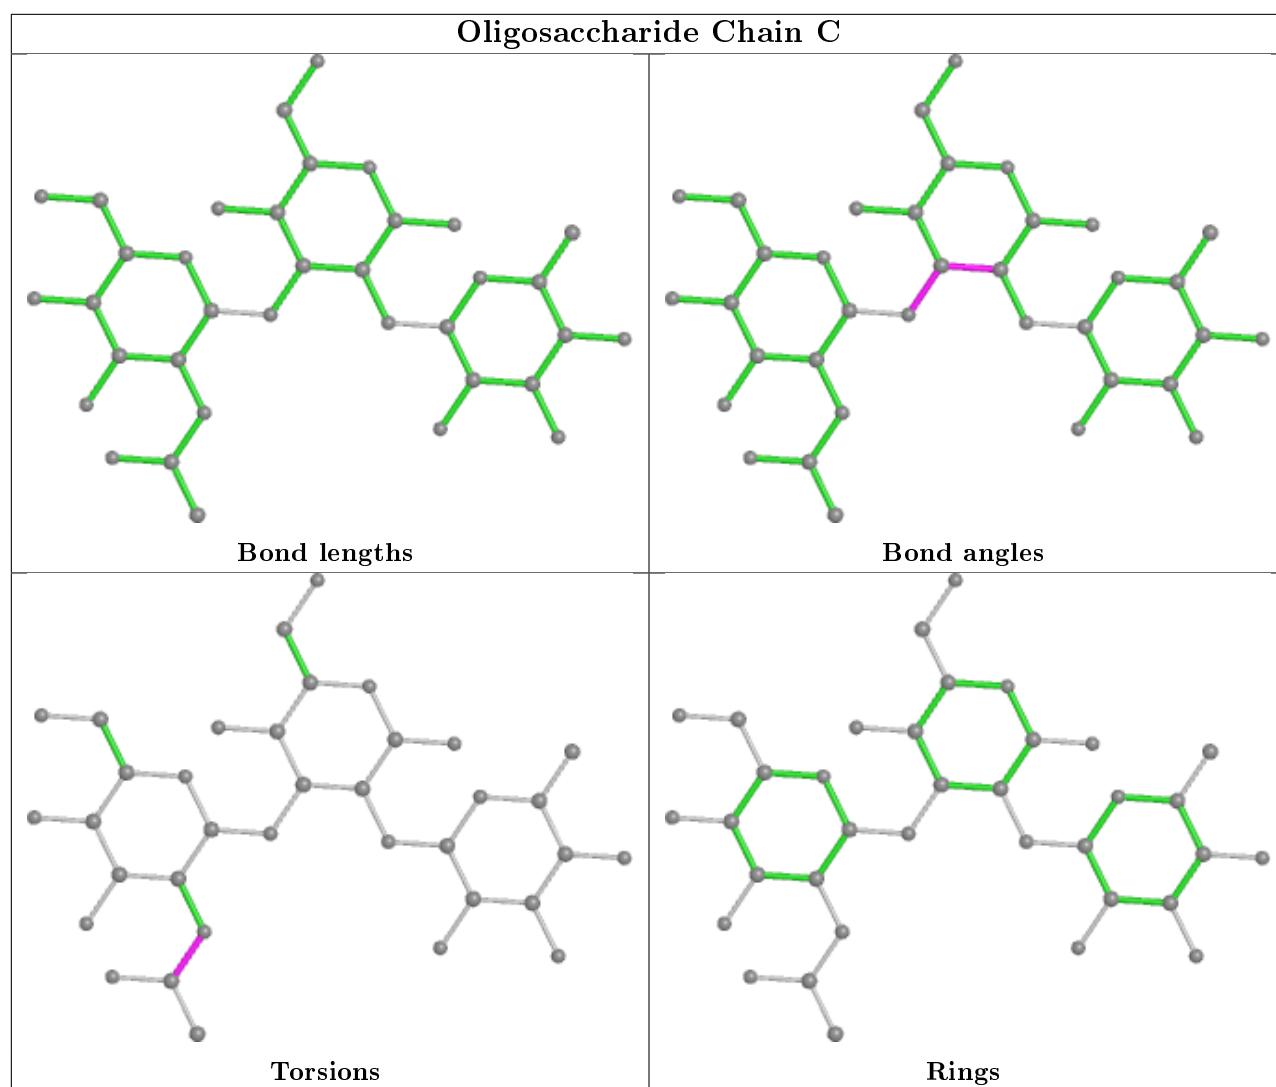 Oligosaccharide Chain C
Bond lengths
Bond angles
Torsions
Rings